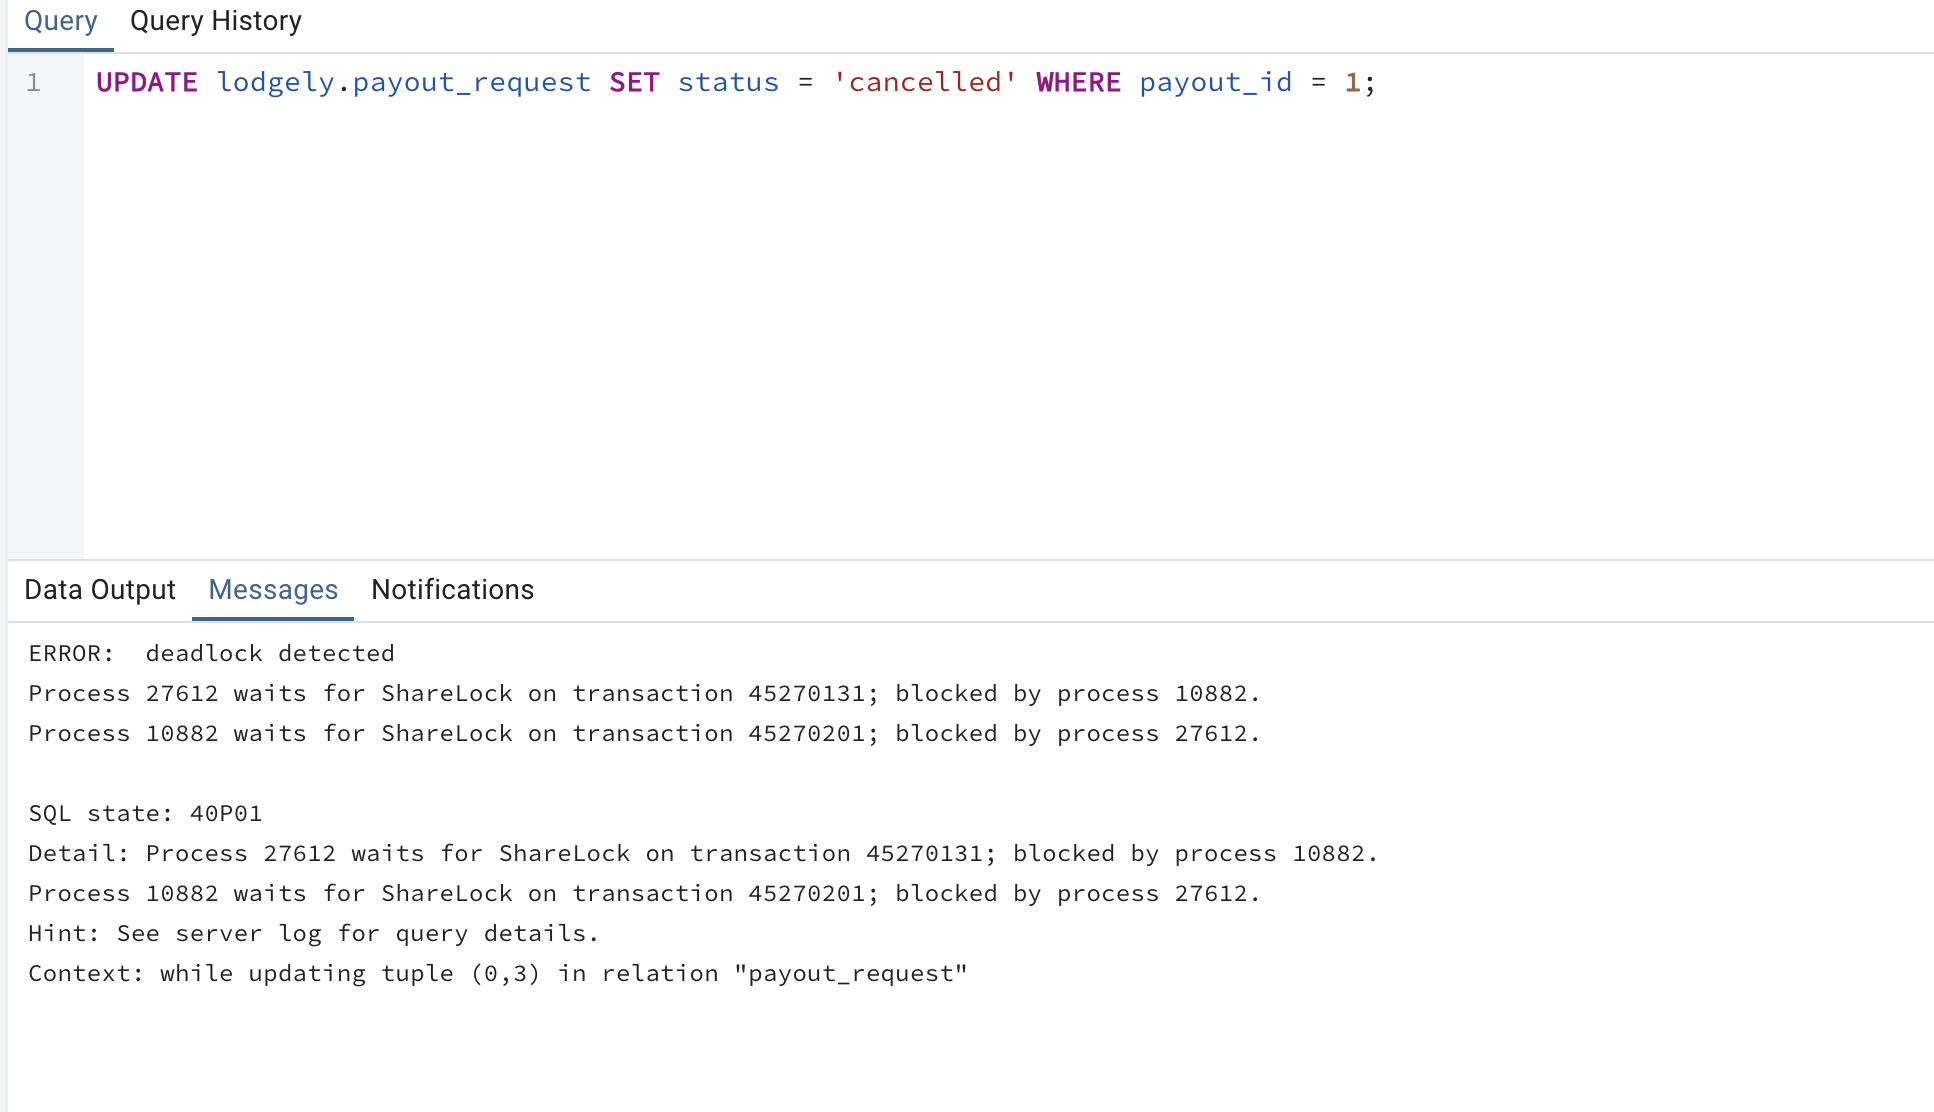 Query Query History
1 UPDATE lodgely.payout_request SET status = 'cancelled' WHERE payout_id = 1;
Data Output Messages Notifications
ERROR:  deadlock detected
Process 27612 waits for ShareLock on transaction 45270131; blocked by process 10882.
Process 10882 waits for ShareLock on transaction 45270201; blocked by process 27612.
SQL state: 40P01
Detail: Process 27612 waits for ShareLock on transaction 45270131; blocked by process 10882.
Process 10882 waits for ShareLock on transaction 45270201; blocked by process 27612.
Hint: See server log for query details.
Context: while updating tuple (0,3) in relation "payout_request"